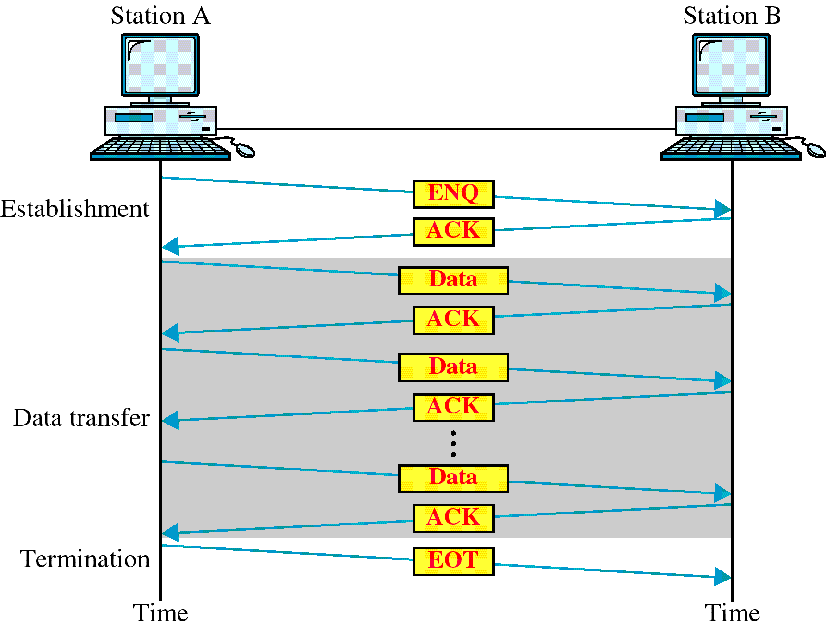 Station A
Station B
Establishment
ENQ
ACK
Data
ACK
Data
Data transfer
ACK
Data
ACK
Termination
EOT
Time
Time